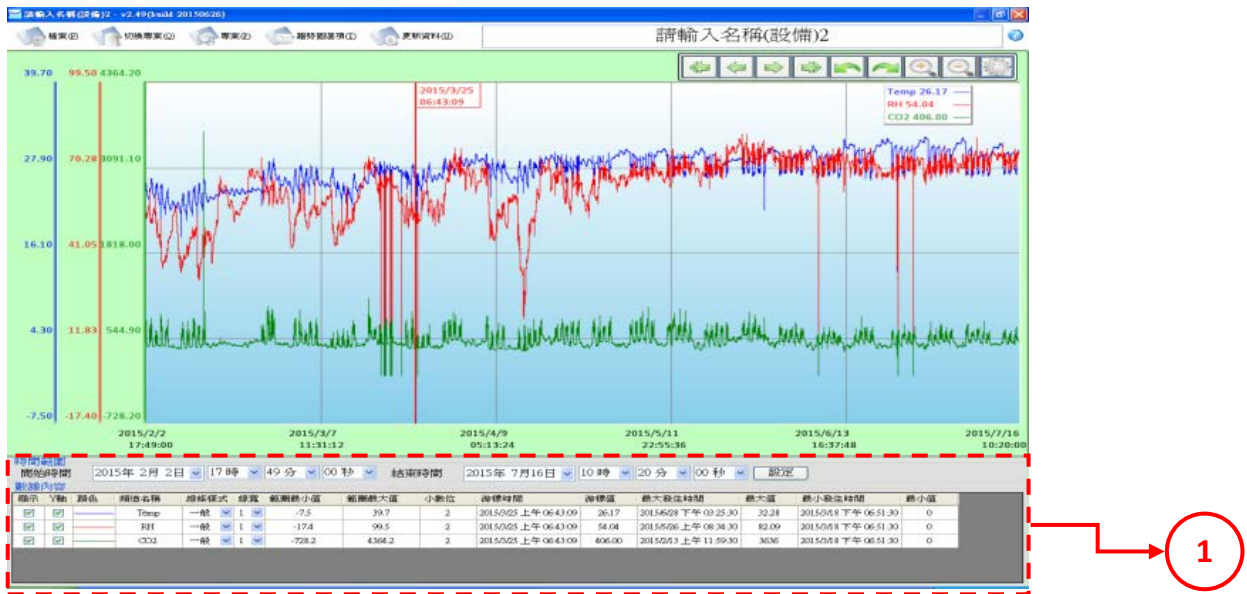 請輸入名稱(設備)2 - v2.49(build 20150626)
檔案(F) 切換專案(Q) 專案(Z) 趨勢圖選項(I) 更新資料(U) 請輸入名稱(設備)2
39.70 99.50 4364.20
2015/3/25
06:43:09
Temp 26.17
RH 54.04
CO2 406.00
27.90 70.28 3091.10
16.10 41.05 1818.00
4.30 11.83 544.90
-7.50 -17.40 -728.20
2015/2/2 2015/3/7 2015/4/9 2015/5/11 2015/6/13 2015/7/16
17:49:00 11:31:12 05:13:24 22:55:36 16:37:48 10:20:00
時間範圍
開始時間 2015年 2月 2日 17 時 49 分 00 秒 結束時間 2015年 7月16日 10 時 20 分 00 秒 設定
數線內容
顯示 Y軸 顏色 頻道名稱 線條樣式 線寬 範圍最小值 範圍最大值 小數位 游標時間 游標值 最大發生時間 最大值 最小發生時間 最小值
Temp 一般 1 -7.5 39.7 2 2015/3/25 上午 06:43:09 26.17 2015/6/28 下午 03:25:30 32.28 2015/3/18 下午 06:51:30 0
RH 一般 1 -17.4 99.5 2 2015/3/25 上午 06:43:09 54.04 2015/5/26 上午 08:34:30 82.09 2015/3/18 下午 06:51:30 0
CO2 一般 1 -728.2 4364.2 2 2015/3/25 上午 06:43:09 406.00 2015/2/13 上午 11:59:30 3636 2015/3/18 下午 06:51:30 0
1